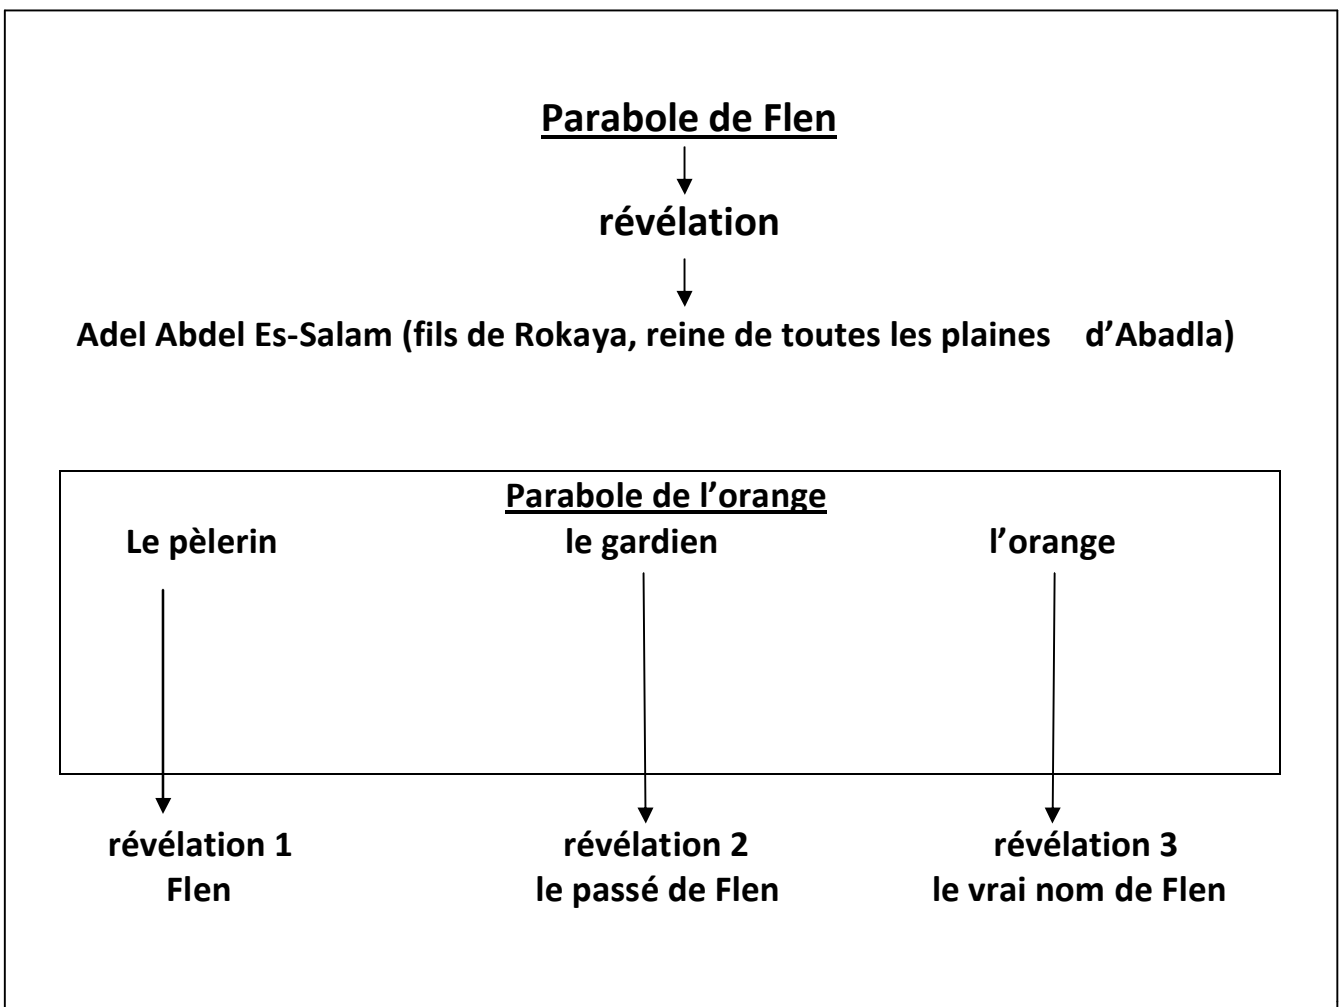 Parabole de Flen
révélation
Adel Abdel Es-Salam (fils de Rokaya, reine de toutes les plaines d’Abadla)
Parabole de l’orange
Le pèlerin le gardien l’orange
révélation 1 révélation 2 révélation 3
Flen le passé de Flen le vrai nom de Flen